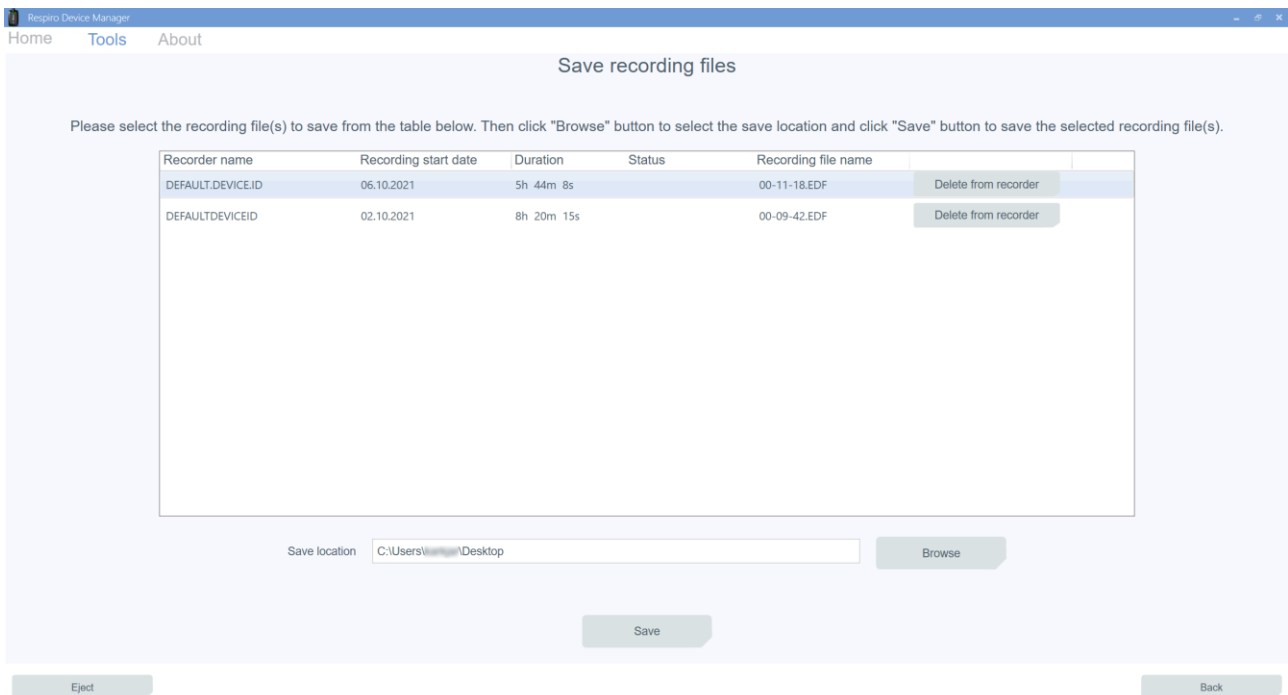 Respiro Device Manager
Home Tools About
Save recording files
Please select the recording file(s) to save from the table below. Then click "Browse" button to select the save location and click "Save" button to save the selected recording file(s).
Recorder name Recording start date Duration Status Recording file name
DEFAULT.DEVICE.ID 06.10.2021 5h 44m 8s 00-11-18.EDF Delete from recorder
DEFAULTDEVICEID 02.10.2021 8h 20m 15s 00-09-42.EDF Delete from recorder
Save location C:\Users\ \Desktop Browse
Save
Eject Back